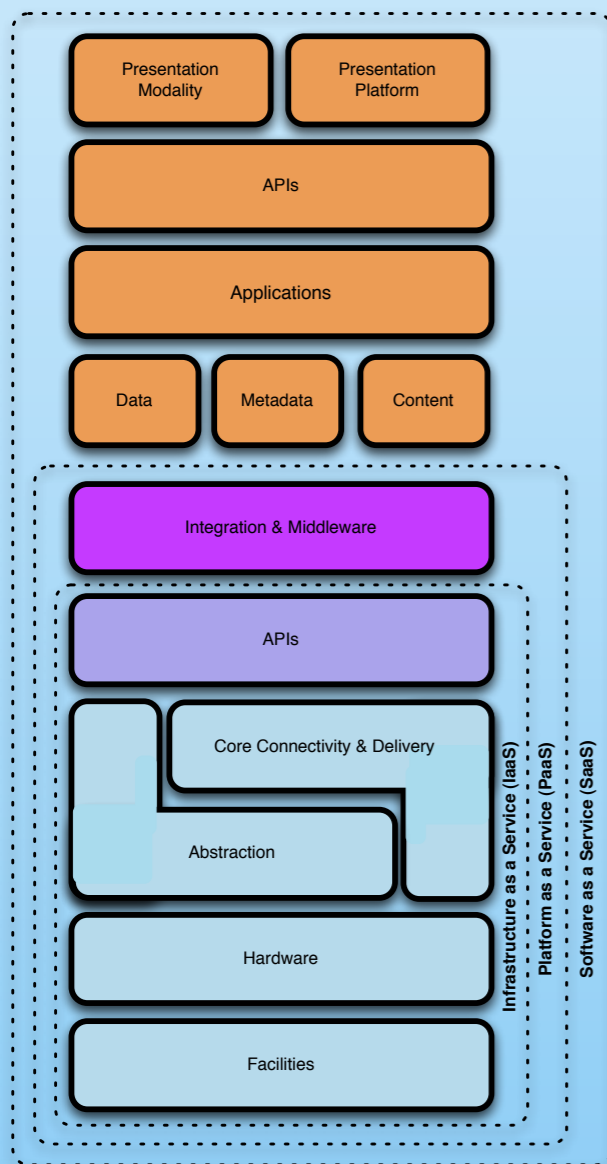 Presentation
Modality
Presentation
Platform
APIs
Applications
Data
Metadata
Content
Integration & Middleware
APIs
Core Connectivity & Delivery
Abstraction
Hardware
Facilities
Infrastructure as a Service (IaaS)
Platform as a Service (PaaS)
Software as a Service (SaaS)